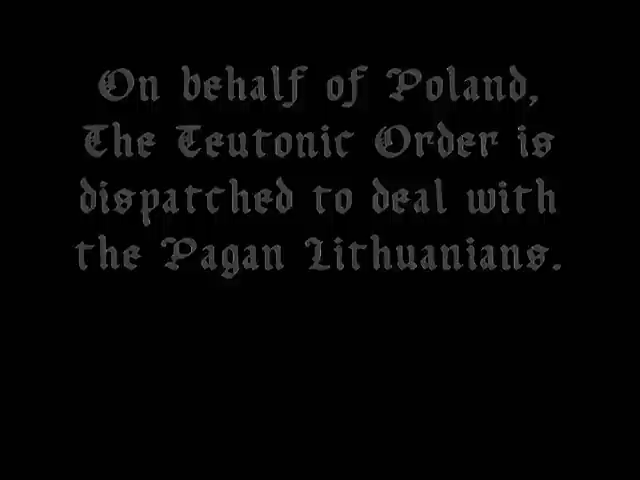 On behalf of Poland,
The Teutonic Order is
dispatched to deal with
the Pagan Lithuanians.